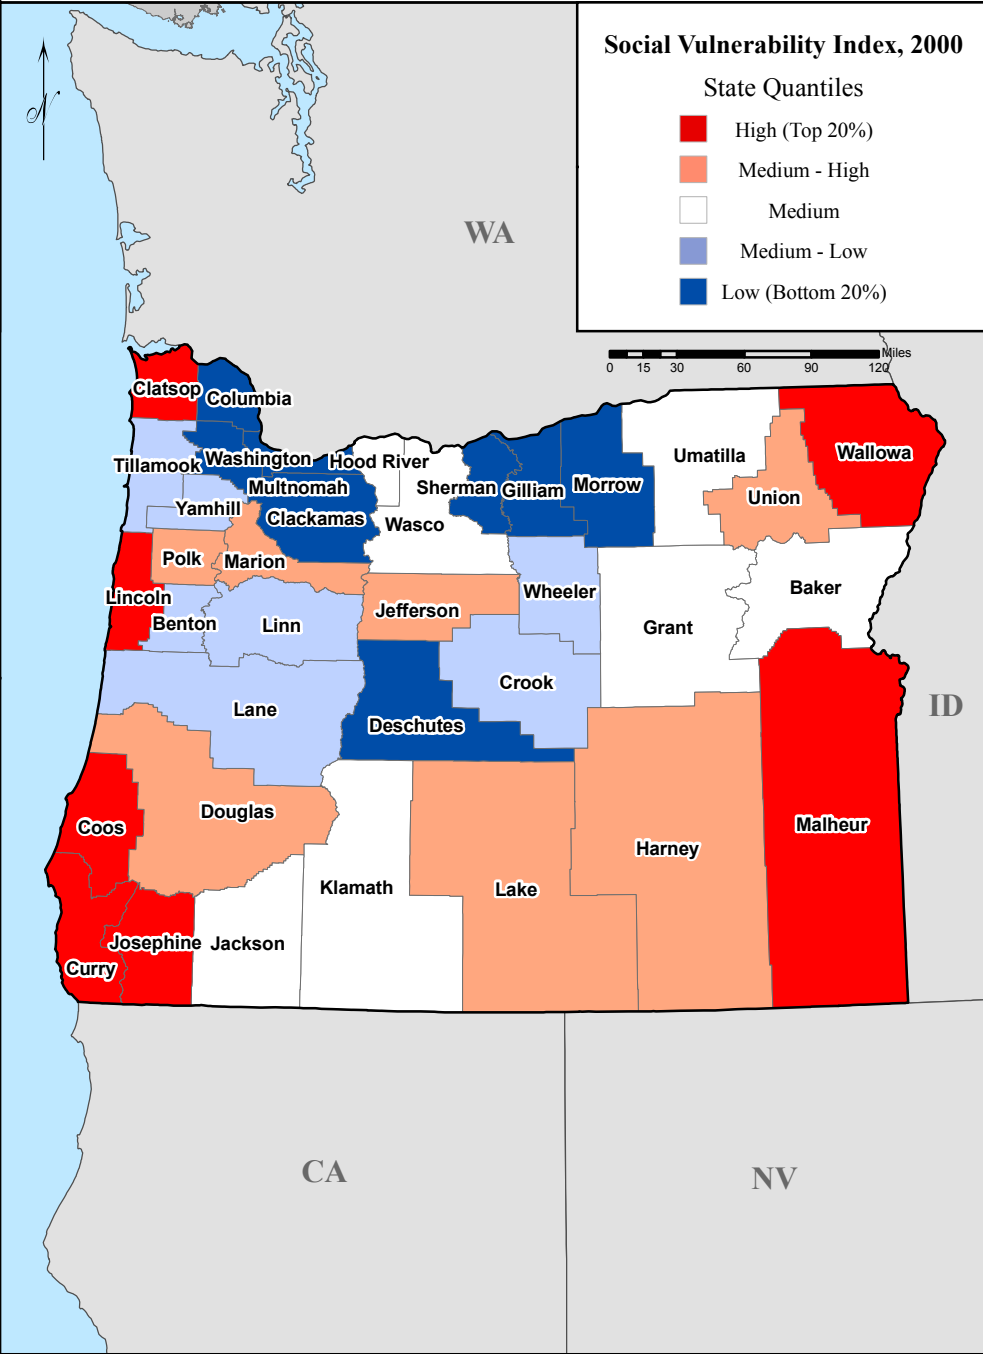 Social Vulnerability Index, 2000
State Quantiles
High (Top 20%)
Medium - High
Medium
Medium - Low
Low (Bottom 20%)
N
WA
Miles
0 15 30 60 90 120
Clatsop
Columbia
Tillamook
Washington
Hood River
Multnomah
Sherman
Gilliam
Morrow
Umatilla
Wallowa
Union
Yamhill
Clackamas
Wasco
Polk
Marion
Lincoln
Benton
Linn
Jefferson
Wheeler
Grant
Baker
Crook
Lane
Deschutes
ID
Coos
Douglas
Klamath
Lake
Harney
Malheur
Curry
Josephine
Jackson
CA
NV